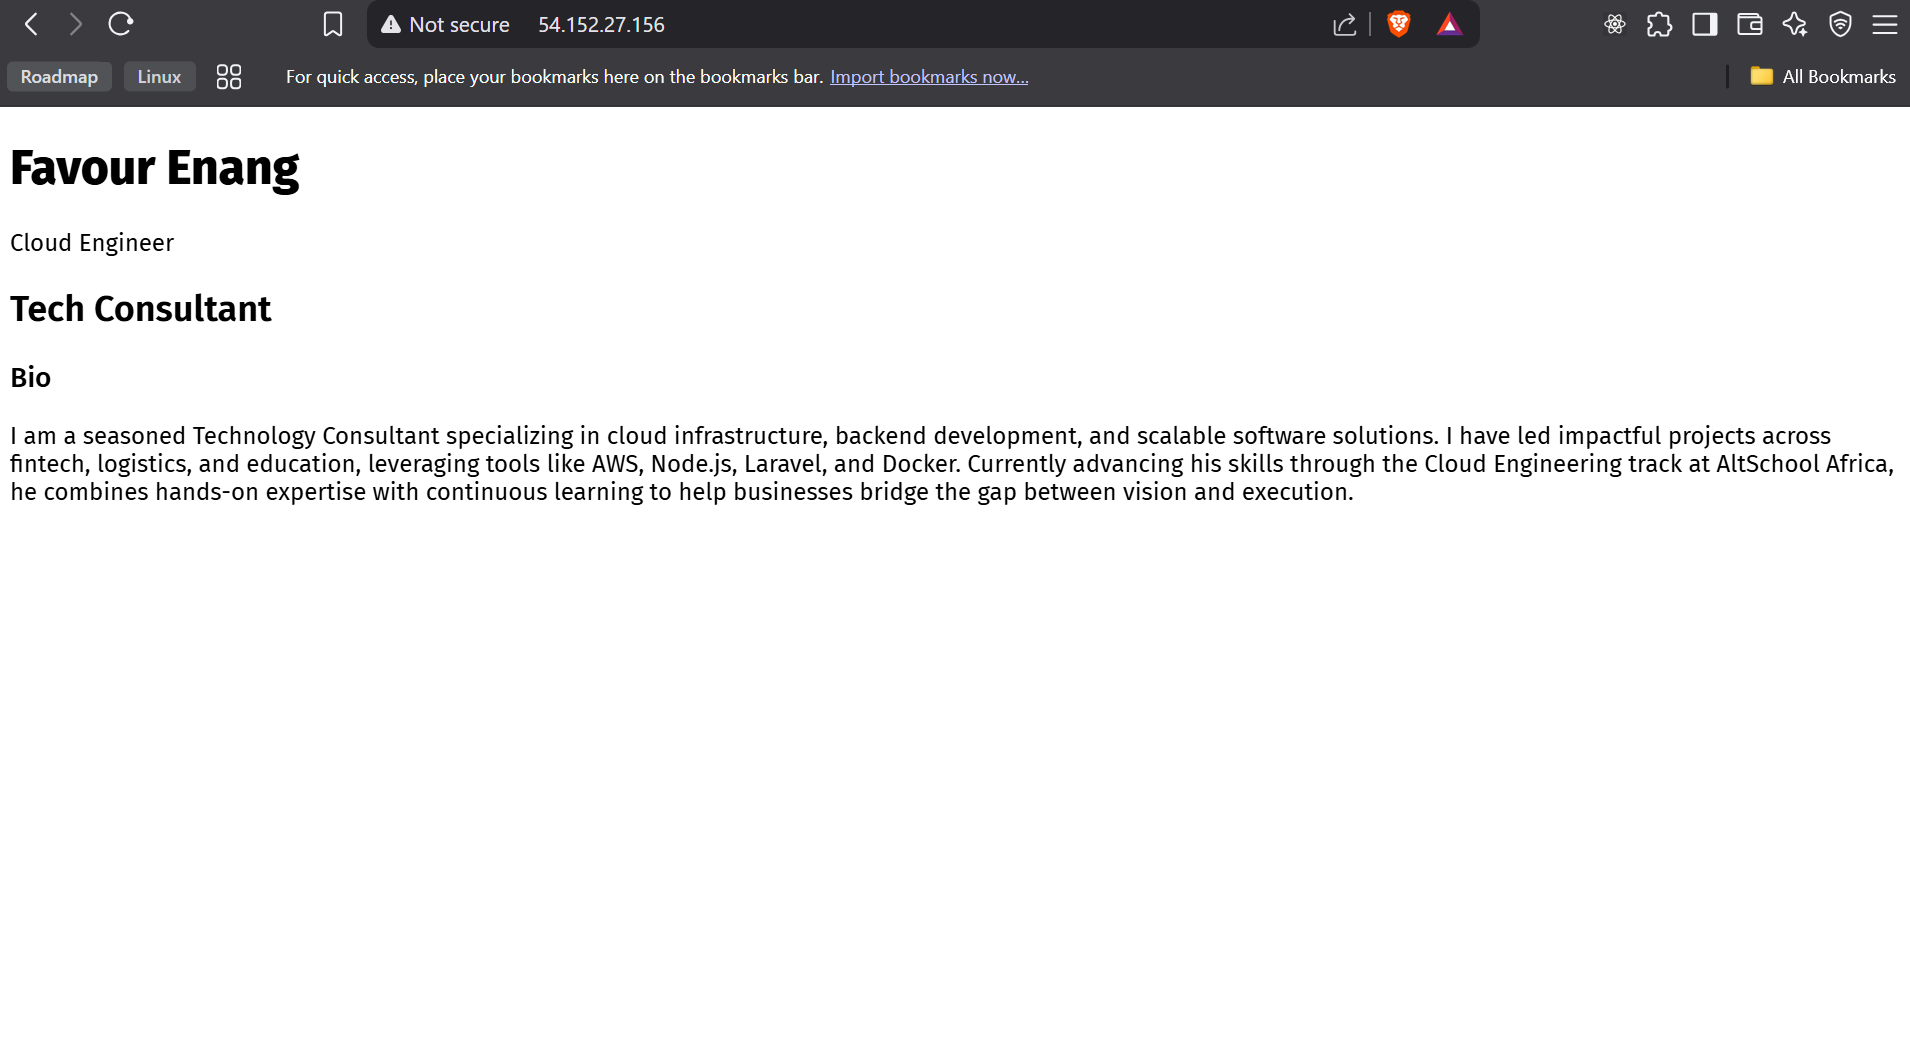 Not secure 54.152.27.156
Roadmap Linux For quick access, place your bookmarks here on the bookmarks bar. Import bookmarks now... All Bookmarks
Favour Enang
Cloud Engineer
Tech Consultant
Bio
I am a seasoned Technology Consultant specializing in cloud infrastructure, backend development, and scalable software solutions. I have led impactful projects across
fintech, logistics, and education, leveraging tools like AWS, Node.js, Laravel, and Docker. Currently advancing his skills through the Cloud Engineering track at AltSchool Africa,
he combines hands-on expertise with continuous learning to help businesses bridge the gap between vision and execution.